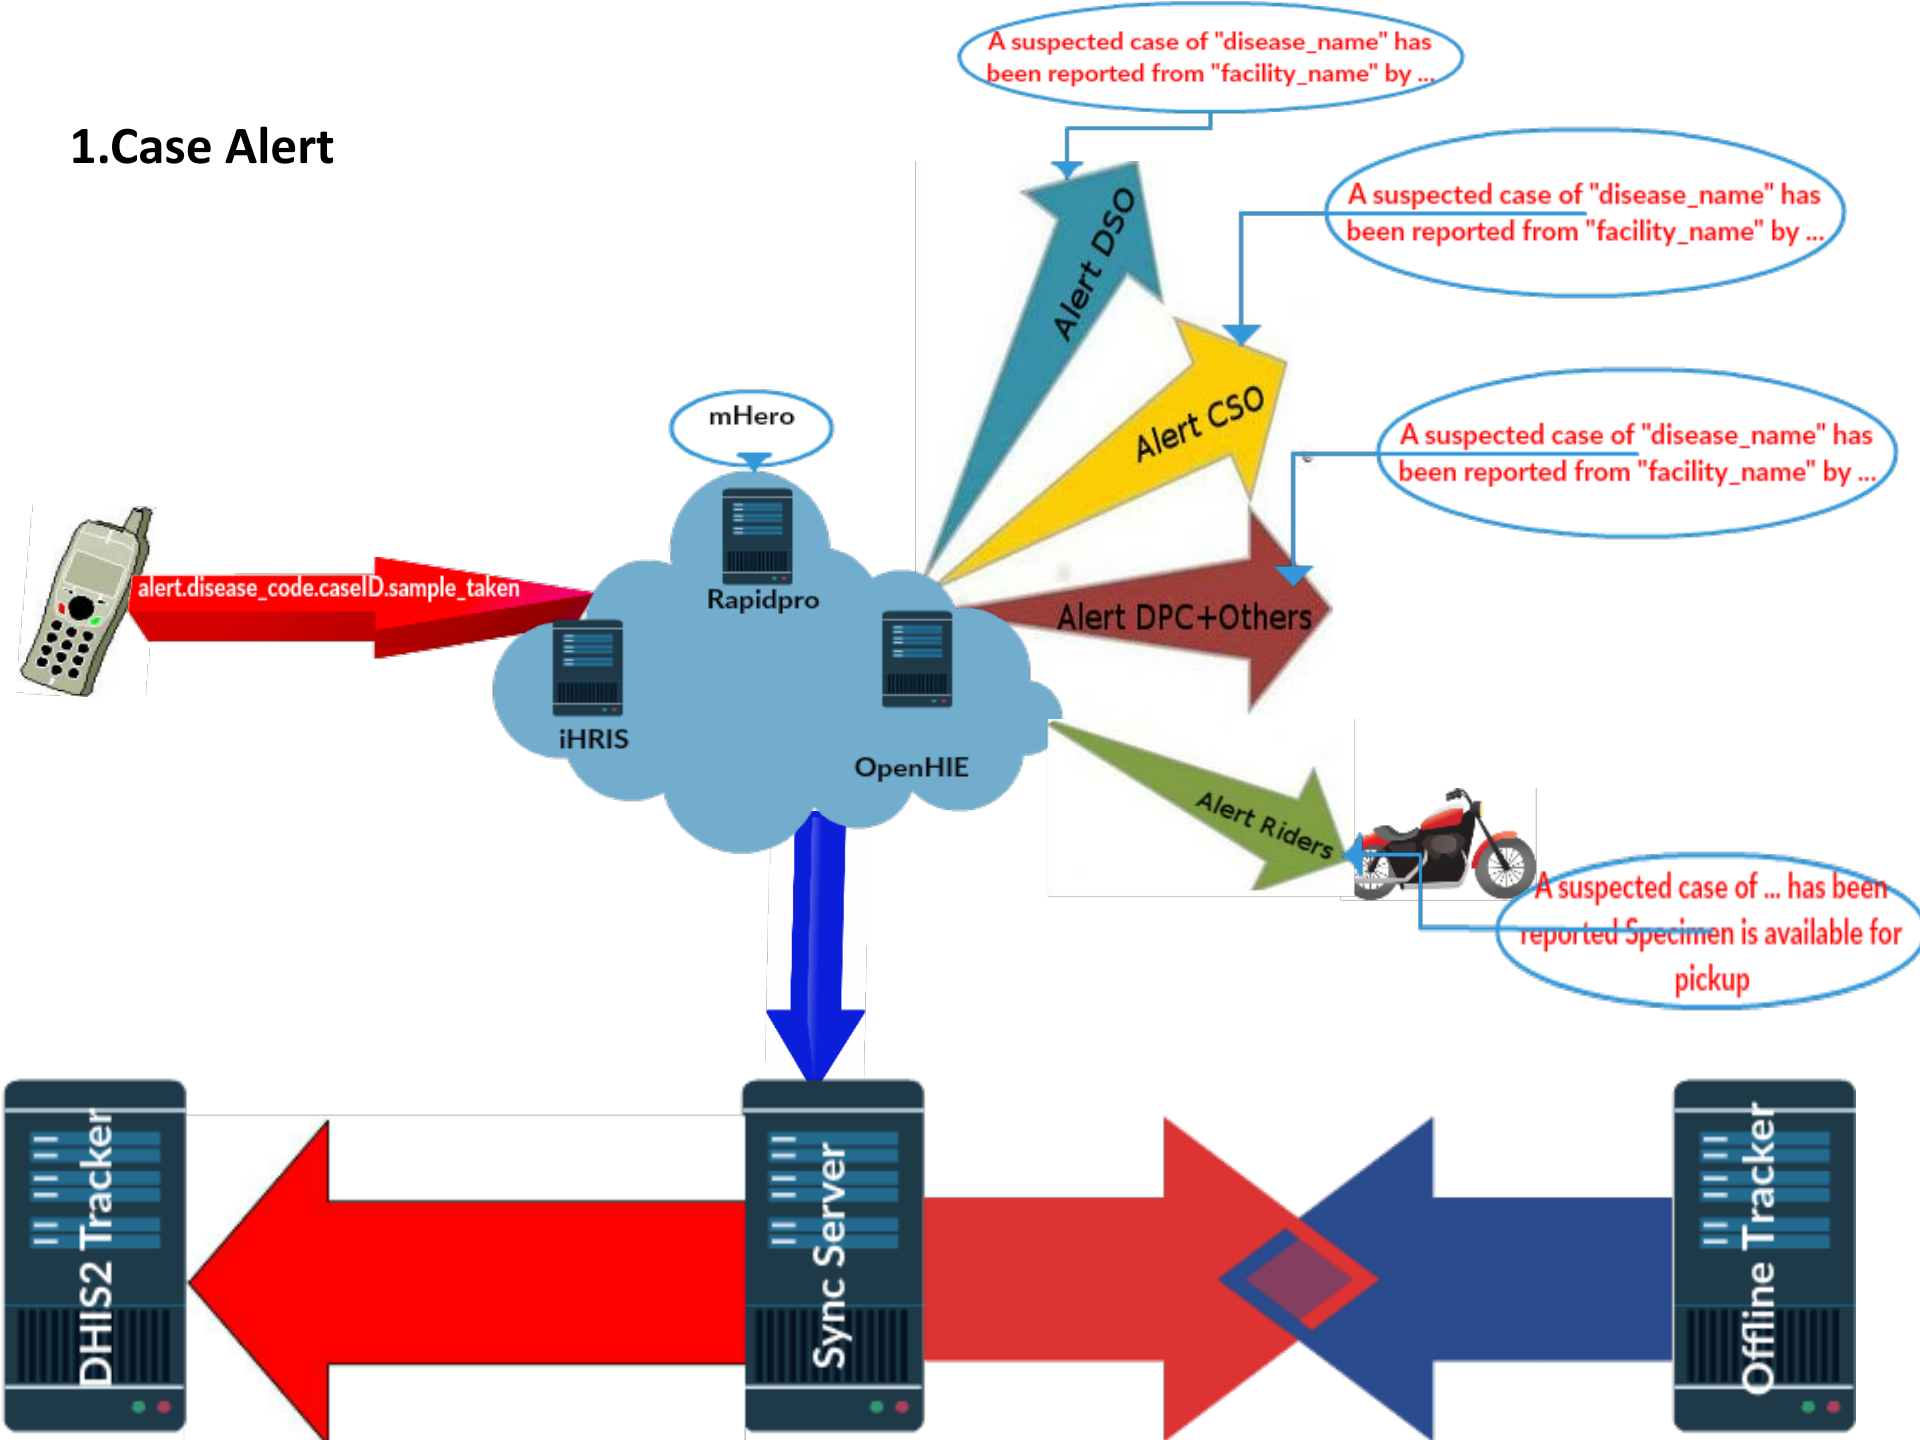 A suspected case of "disease_name" has
been reported from "facility_name" by ...
1.Case Alert
A suspected case of "disease_name" has
been reported from "facility_name" by ...
Alert DSO
Alert CSO
mHero
A suspected case of "disease_name" has
been reported from "facility_name" by ...
alert.disease_code.caseID.sample_taken
Rapidpro
Alert DPC+Others
iHRIS
OpenHIE
Alert Riders
A suspected case of ... has been
reported Specimen is available for
pickup
DHIS2 Tracker
Sync Server
Offline Tracker